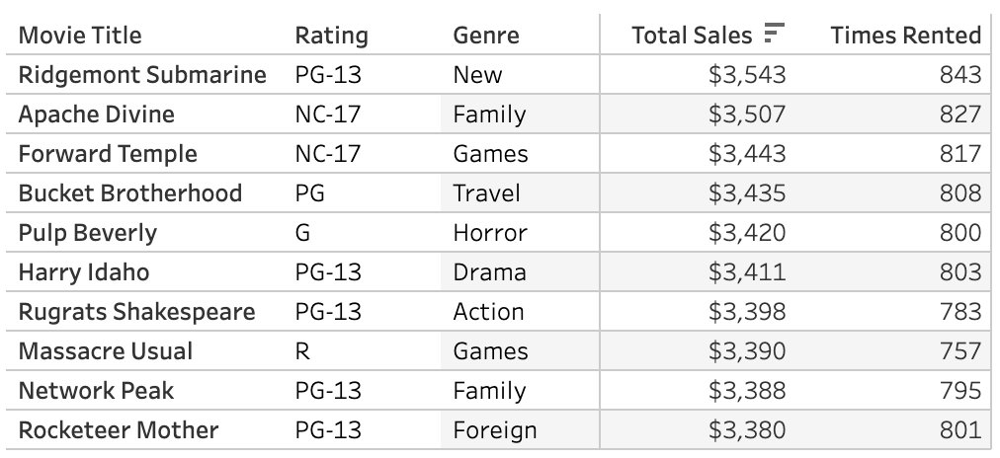 Movie Title Rating Genre Total Sales Times Rented
Ridgemont Submarine PG-13 New $3,543 843
Apache Divine NC-17 Family $3,507 827
Forward Temple NC-17 Games $3,443 817
Bucket Brotherhood PG Travel $3,435 808
Pulp Beverly G Horror $3,420 800
Harry Idaho PG-13 Drama $3,411 803
Rugrats Shakespeare PG-13 Action $3,398 783
Massacre Usual R Games $3,390 757
Network Peak PG-13 Family $3,388 795
Rocketeer Mother PG-13 Foreign $3,380 801